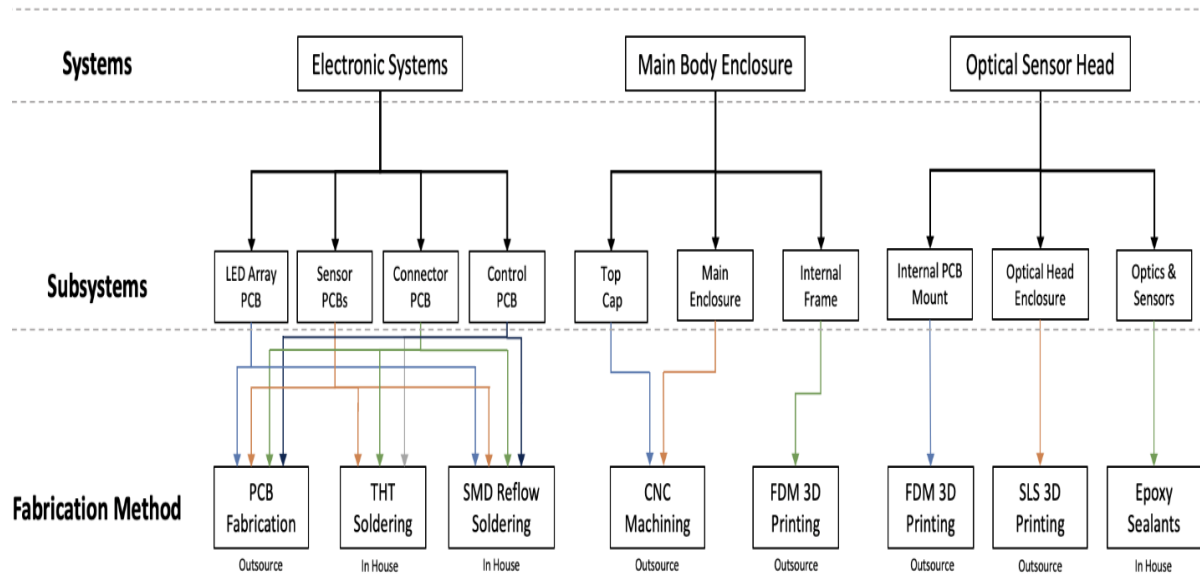 Systems
Electronic Systems
Main Body Enclosure
Optical Sensor Head
Subsystems
LED Array
PCB
Sensor
PCBs
Connector
PCB
Control
PCB
Top
Cap
Main
Enclosure
Internal
Frame
Internal PCB
Mount
Optical Head
Enclosure
Optics &
Sensors
Fabrication Method
PCB
Fabrication
THT
Soldering
SMD Reflow
Soldering
CNC
Machining
FDM 3D
Printing
FDM 3D
Printing
SLS 3D
Printing
Epoxy
Sealants
Outsource
In House
In House
Outsource
Outsource
Outsource
Outsource
In House